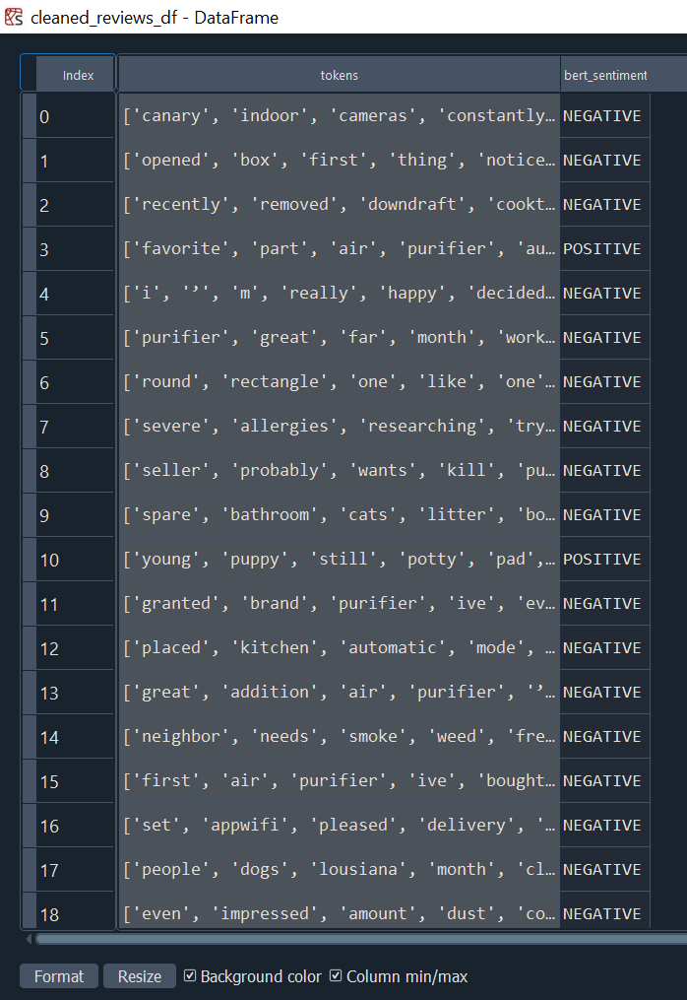 cleaned_reviews_df - DataFrame
Index tokens bert_sentiment
0 ['canary', 'indoor', 'cameras', 'constantly… NEGATIVE
1 ['opened', 'box', 'first', 'thing', 'notice… NEGATIVE
2 ['recently', 'removed', 'downdraft', 'cookt… NEGATIVE
3 ['favorite', 'part', 'air', 'purifier', 'au… POSITIVE
4 ['i', '’', 'm', 'really', 'happy', 'decided… NEGATIVE
5 ['purifier', 'great', 'far', 'month', 'work… NEGATIVE
6 ['round', 'rectangle', 'one', 'like', 'one'… NEGATIVE
7 ['severe', 'allergies', 'researching', 'try… NEGATIVE
8 ['seller', 'probably', 'wants', 'kill', 'pu… NEGATIVE
9 ['spare', 'bathroom', 'cats', 'litter', 'bo… NEGATIVE
10 ['young', 'puppy', 'still', 'potty', 'pad',… POSITIVE
11 ['granted', 'brand', 'purifier', 'ive', 'ev… NEGATIVE
12 ['placed', 'kitchen', 'automatic', 'mode', … NEGATIVE
13 ['great', 'addition', 'air', 'purifier', '’… NEGATIVE
14 ['neighbor', 'needs', 'smoke', 'weed', 'fre… NEGATIVE
15 ['first', 'air', 'purifier', 'ive', 'bought… NEGATIVE
16 ['set', 'appwifi', 'pleased', 'delivery', '… NEGATIVE
17 ['people', 'dogs', 'lousiana', 'month', 'cl… NEGATIVE
18 ['even', 'impressed', 'amount', 'dust', 'co… NEGATIVE
Format Resize Background color Column min/max